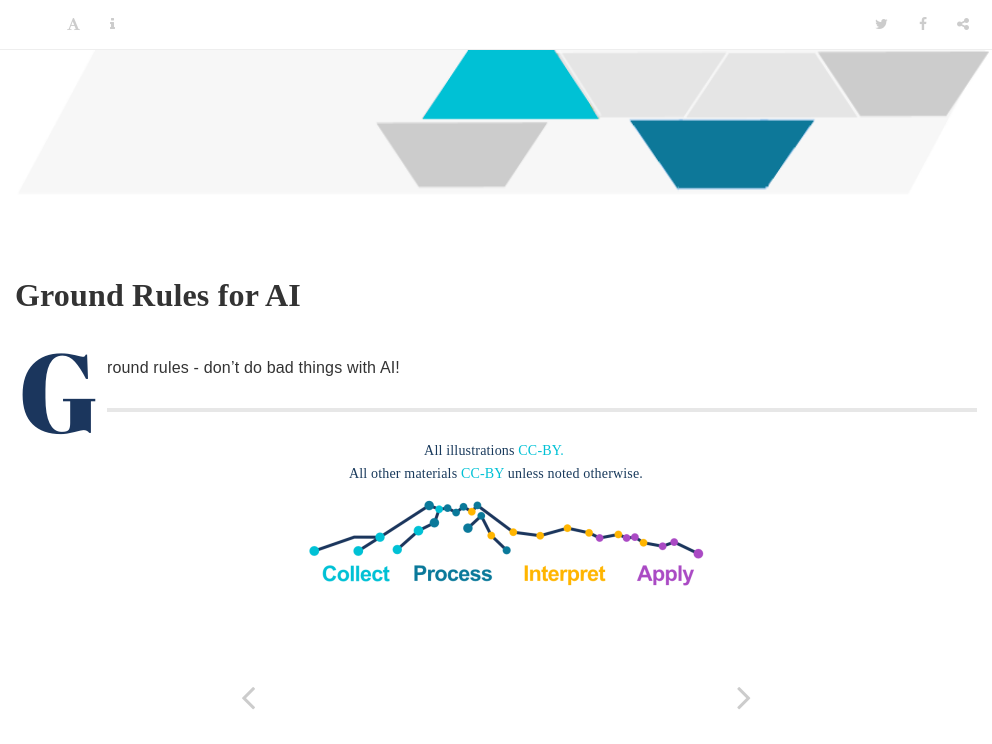 Ground Rules for AI
Ground rules - don’t do bad things with AI!
All illustrations CC-BY.
All other materials CC-BY unless noted otherwise.
Collect Process Interpret Apply